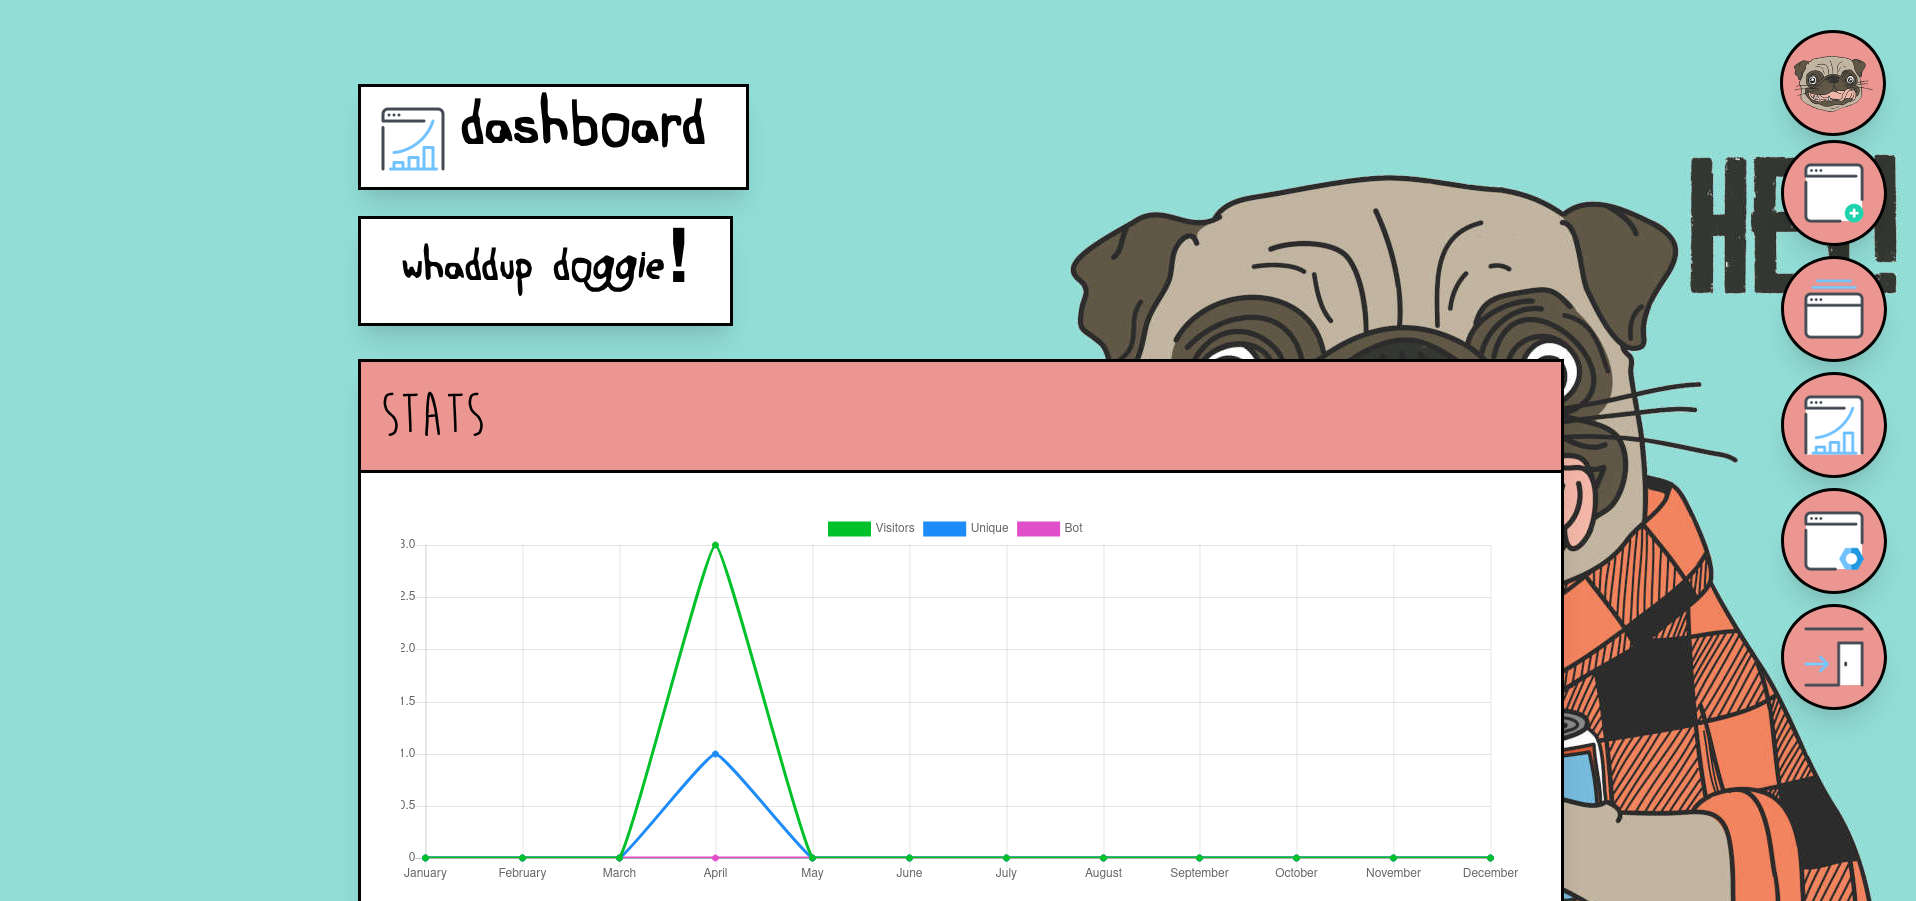 dashboard
HEY!
whaddup doggie!
STATS
Visitors Unique Bot
3.0
2.5
2.0
1.5
1.0
0.5
0
January February March April May June July August September October November December